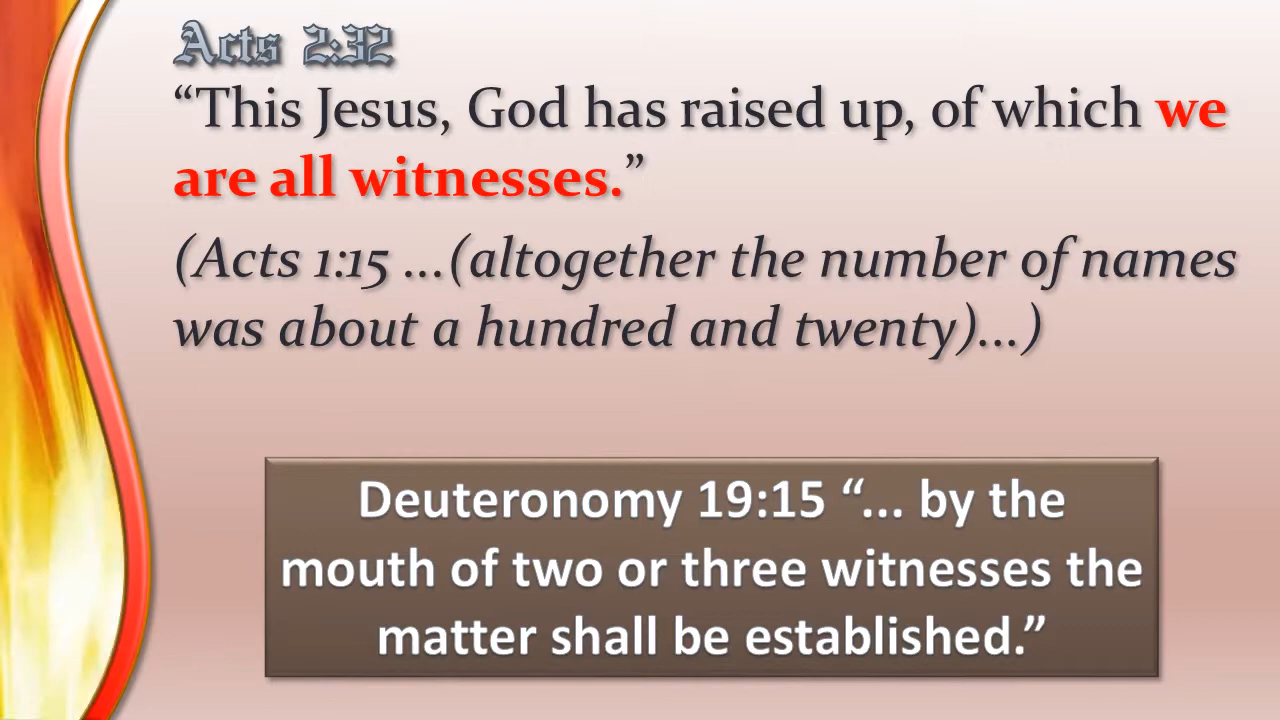 Acts 2:32
“This Jesus, God has raised up, of which we
are all witnesses.”
(Acts 1:15 ...(altogether the number of names
was about a hundred and twenty)...)
Deuteronomy 19:15 “... by the
mouth of two or three witnesses the
matter shall be established.”